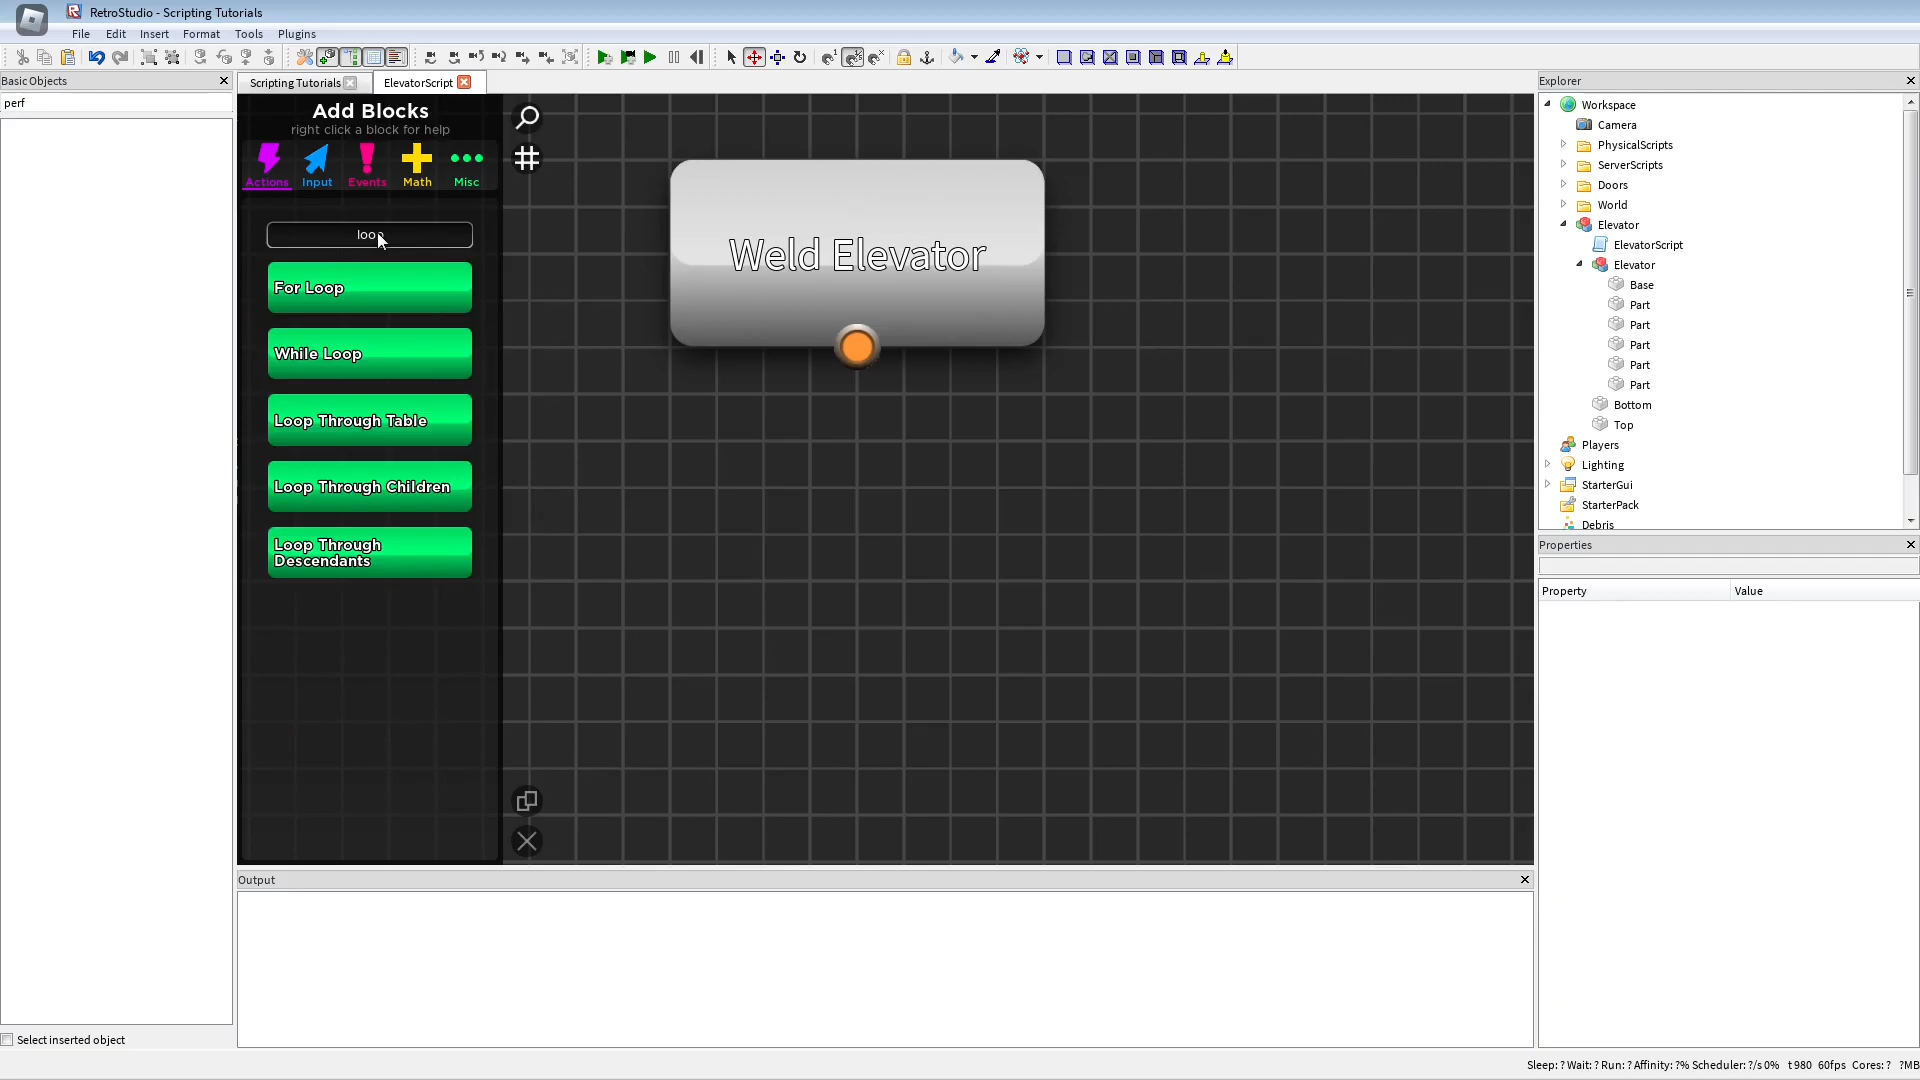 RetroStudio - Scripting Tutorials
File Edit Insert Format Tools Plugins
Basic Objects
perf
Select inserted object
Scripting Tutorials
ElevatorScript
Add Blocks
right click a block for help
Actions Input Events Math Misc
loop
For Loop
While Loop
Loop Through Table
Loop Through Children
Loop Through
Descendants
Weld Elevator
Output
Explorer
Workspace
Camera
PhysicalScripts
ServerScripts
Doors
World
Elevator
ElevatorScript
Elevator
Base
Part
Part
Part
Part
Part
Bottom
Top
Players
Lighting
StarterGui
StarterPack
Debris
Properties
Property Value
Sleep: ? Wait: ? Run: ? Affinity: ?% Scheduler: ?/s 0% t 980 60fps Cores: ? ?MB